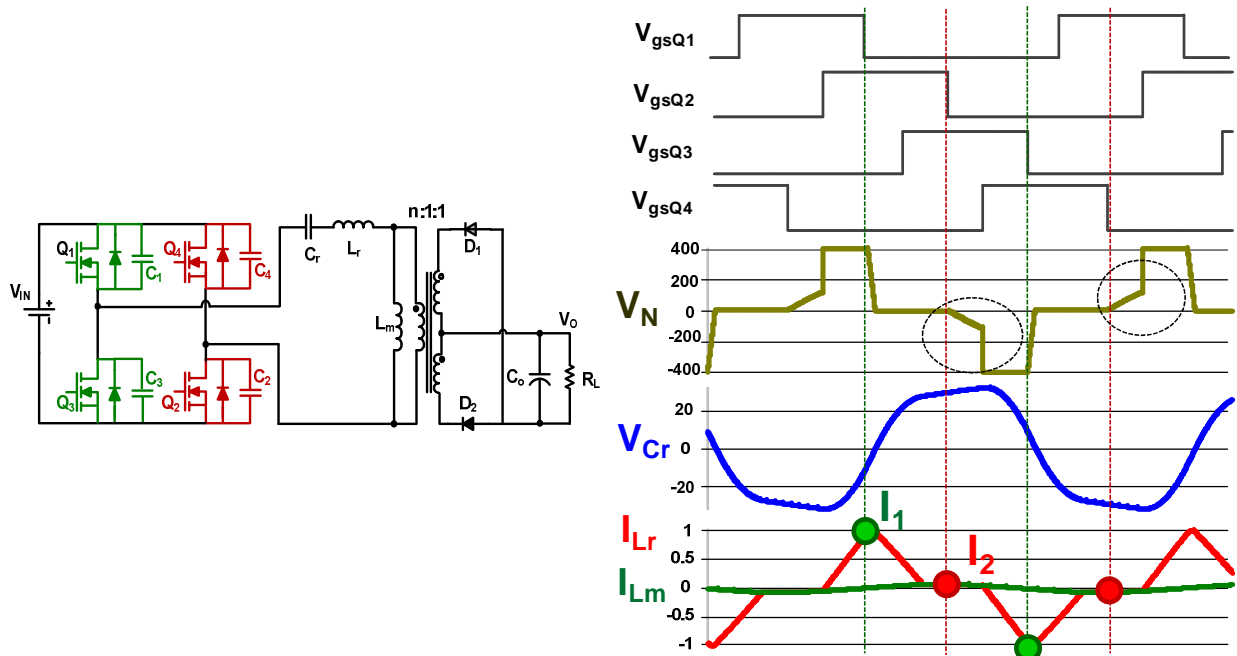 n:1:1
Q1
C1
Q4
C4
Cr
Lr
D1
VIN
+
-
Lm
VO
Q3
C3
Q2
C2
Co
RL
D2
VgsQ1
VgsQ2
VgsQ3
VgsQ4
VN
400
200
0
-200
-400
VCr
20
0
-20
ILr
ILm
1
0.5
0
-0.5
-1
I1
I2